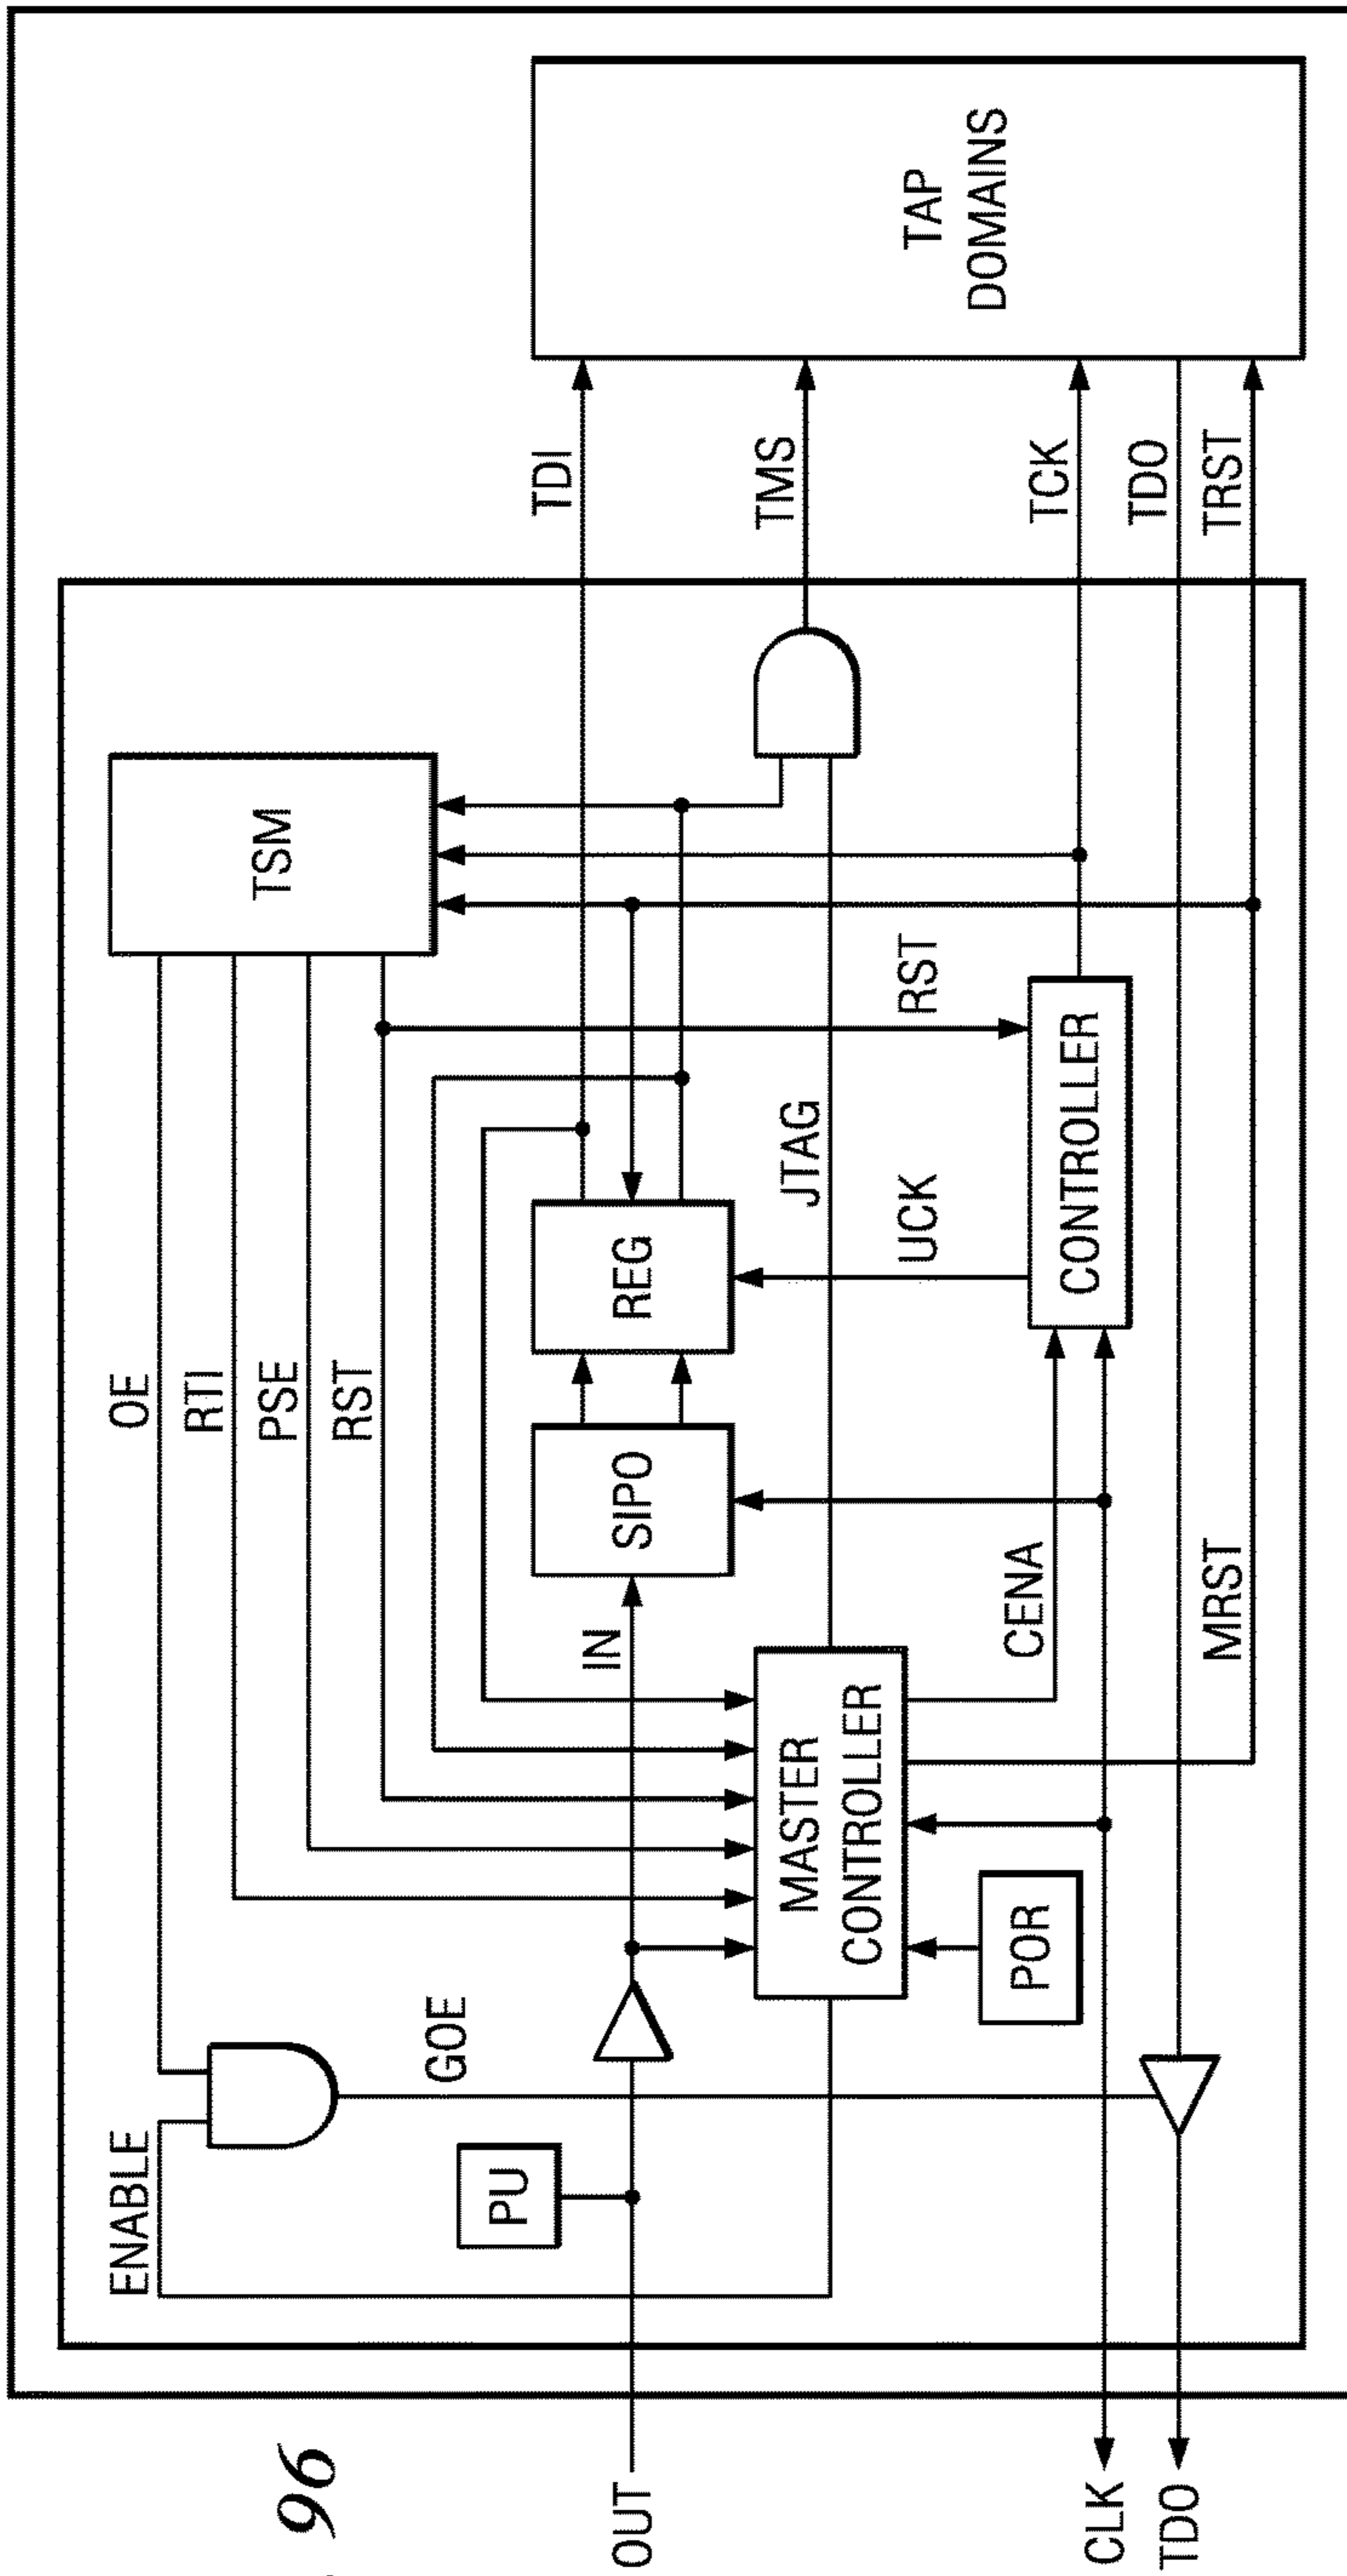 96
ENABLE
OE
RTI
PSE
RST
TSM
GOE
PU
OUT
IN
SIPO
REG
TDI
TAP
DOMAINS
TMS
JTAG
MASTER
CONTROLLER
UCK
RST
CENA
CONTROLLER
TCK
POR
CLK
TDO
TDO
MRST
TRST